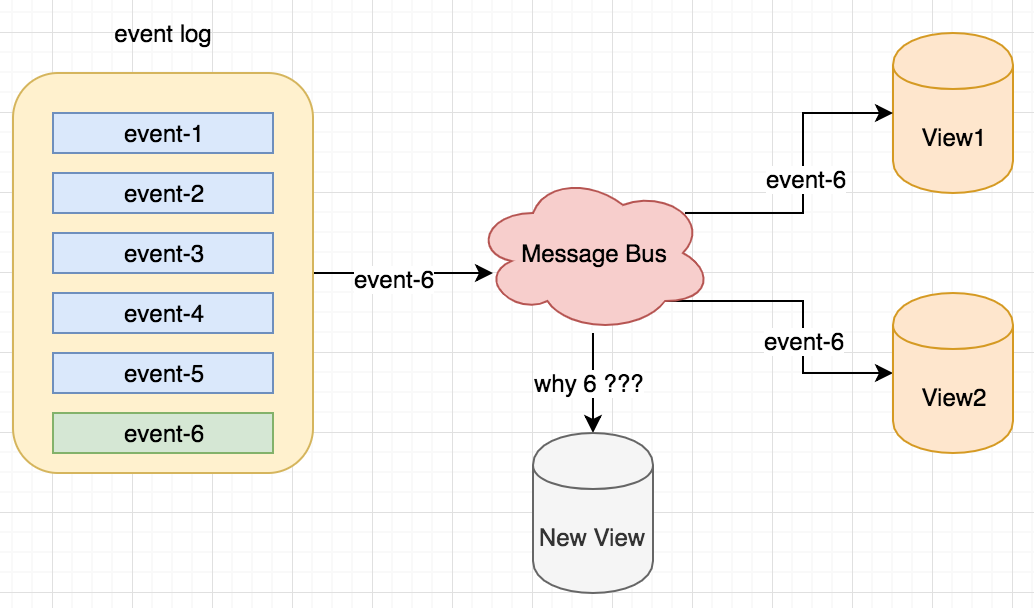 event log
event-1
event-2
event-3
event-4
event-5
event-6
event-6
Message Bus
event-6
View1
event-6
View2
why 6 ???
New View